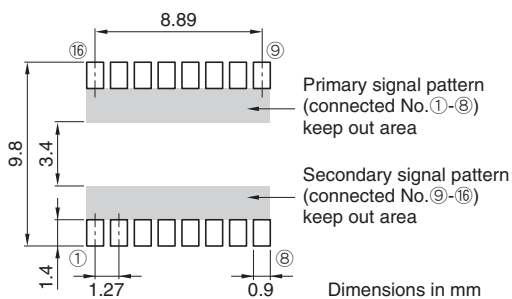 8.89
⑯
⑨
Primary signal pattern
(connected No.①-⑧)
keep out area
9.8
3.4
Secondary signal pattern
(connected No.⑨-⑯)
keep out area
①
⑧
1.4
1.27
0.9
Dimensions in mm